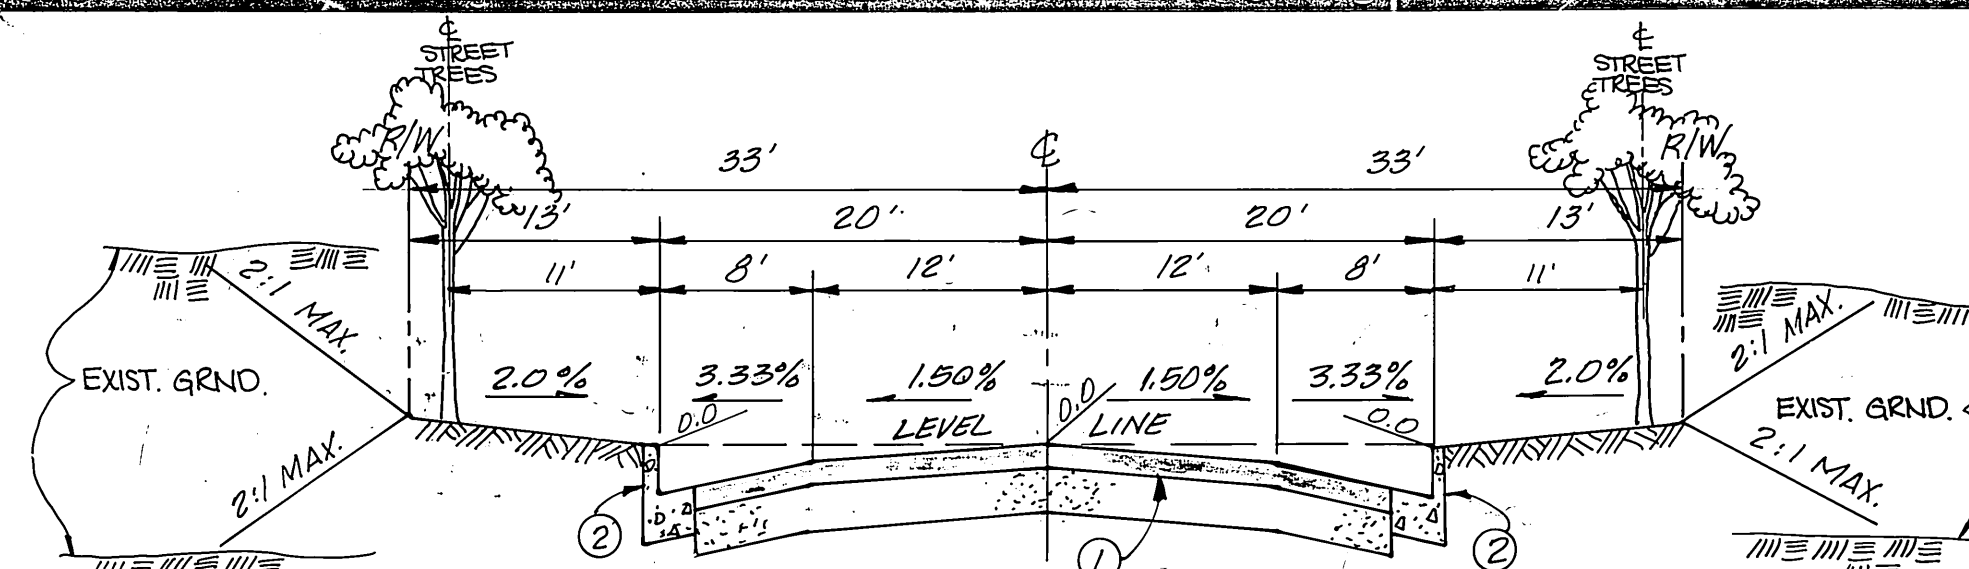 ℄
STREET
TREES
℄
STREET
TREES
R/W
33'
℄
33'
R/W
13'
20'
20'
13'
11'
8'
12'
12'
8'
11'
2:1 MAX.
2:1 MAX.
EXIST. GRND.
2.0%
3.33%
1.50%
1.50%
3.33%
2.0%
EXIST. GRND.
0.0
LEVEL
0.0
LINE
0.0
2:1 MAX.
2:1 MAX.
2
1
2